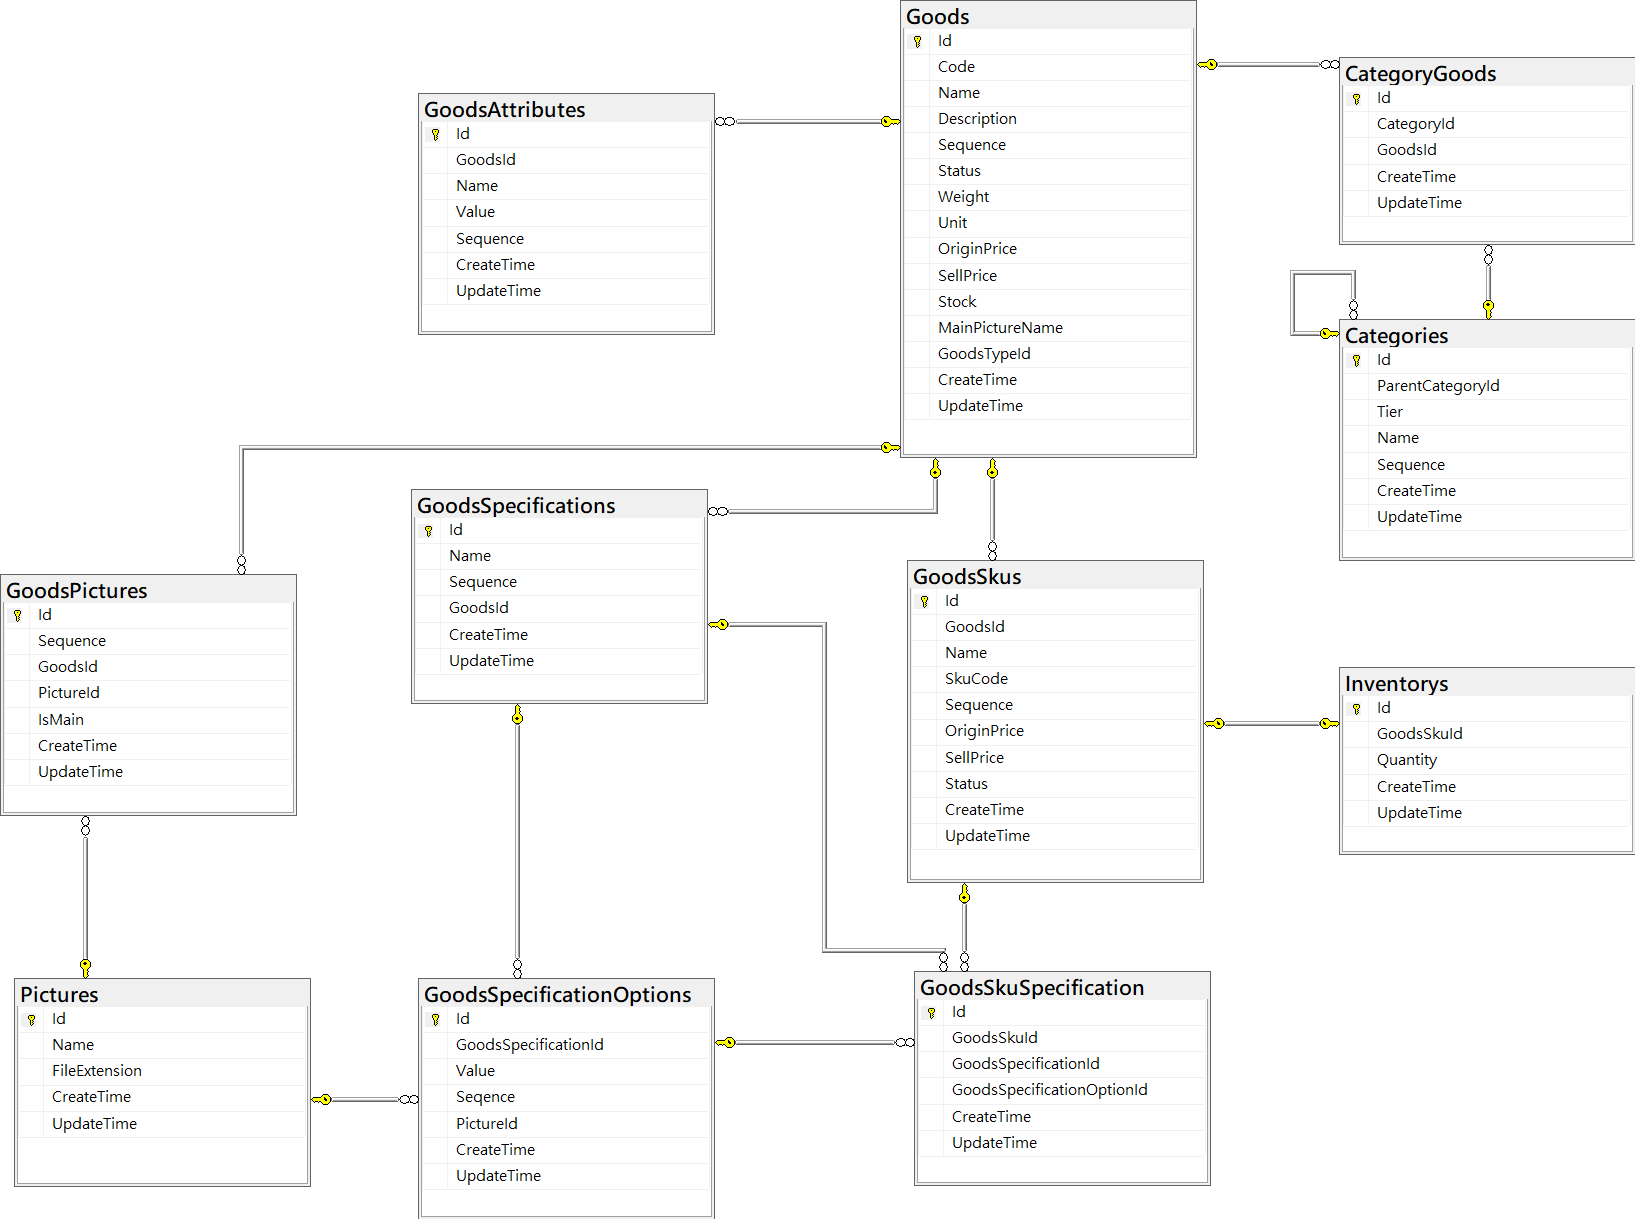 Goods
Id
Code
Name
Description
Sequence
Status
Weight
Unit
OriginPrice
SellPrice
Stock
MainPictureName
GoodsTypeId
CreateTime
UpdateTime
CategoryGoods
Id
CategoryId
GoodsId
CreateTime
UpdateTime
GoodsAttributes
Id
GoodsId
Name
Value
Sequence
CreateTime
UpdateTime
Categories
Id
ParentCategoryId
Tier
Name
Sequence
CreateTime
UpdateTime
GoodsSpecifications
Id
Name
Sequence
GoodsId
CreateTime
UpdateTime
GoodsPictures
Id
Sequence
GoodsId
PictureId
IsMain
CreateTime
UpdateTime
GoodsSkus
Id
GoodsId
Name
SkuCode
Sequence
OriginPrice
SellPrice
Status
CreateTime
UpdateTime
Inventorys
Id
GoodsSkuId
Quantity
CreateTime
UpdateTime
Pictures
Id
Name
FileExtension
CreateTime
UpdateTime
GoodsSpecificationOptions
Id
GoodsSpecificationId
Value
Seqence
PictureId
CreateTime
UpdateTime
GoodsSkuSpecification
Id
GoodsSkuId
GoodsSpecificationId
GoodsSpecificationOptionId
CreateTime
UpdateTime